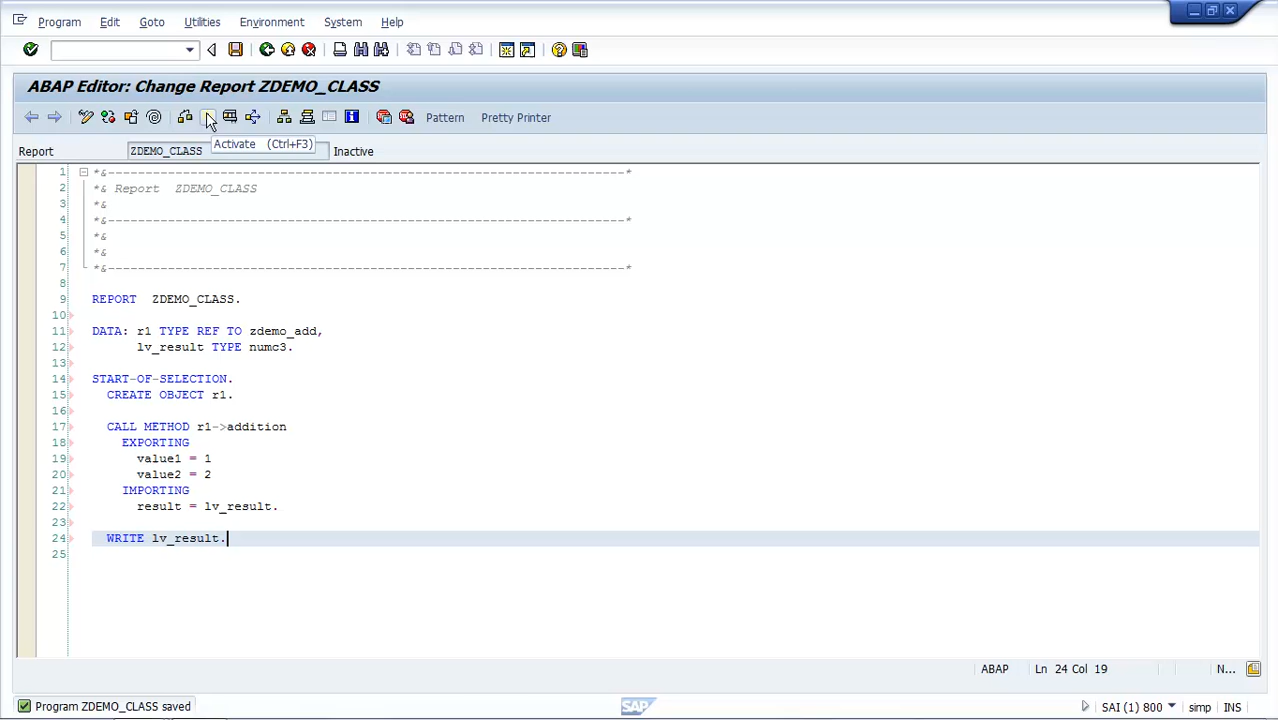 Program Edit Goto Utilities Environment System Help
ABAP Editor: Change Report ZDEMO_CLASS
Pattern Pretty Printer
Activate (Ctrl+F3)
Report ZDEMO_CLASS Inactive
1 *&---------------------------------------------------------------------*
2 *& Report  ZDEMO_CLASS
3 *&
4 *&---------------------------------------------------------------------*
5 *&
6 *&
7 *&---------------------------------------------------------------------*
8
9 REPORT  ZDEMO_CLASS.
10
11 DATA: r1 TYPE REF TO zdemo_add,
12       lv_result TYPE numc3.
13
14 START-OF-SELECTION.
15   CREATE OBJECT r1.
16
17   CALL METHOD r1->addition
18     EXPORTING
19       value1 = 1
20       value2 = 2
21     IMPORTING
22       result = lv_result.
23
24   WRITE lv_result.
25
ABAP Ln 24 Col 19 N...
Program ZDEMO_CLASS saved SAP SAI (1) 800 simp INS